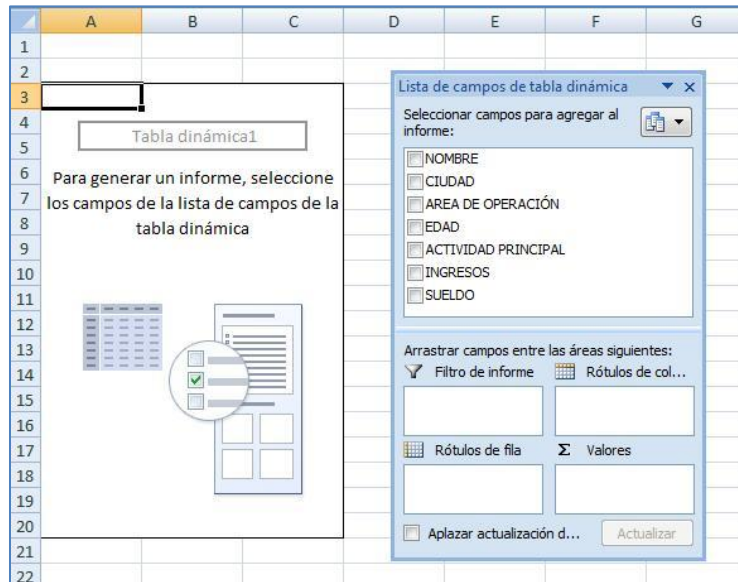 A B C D E F G
1
2
3
4
5
6
7
8
9
10
11
12
13
14
15
16
17
18
19
20
21
22
Tabla dinámica1
Para generar un informe, seleccione
los campos de la lista de campos de la
tabla dinámica
Lista de campos de tabla dinámica
Seleccionar campos para agregar al
informe:
NOMBRE
CIUDAD
AREA DE OPERACIÓN
EDAD
ACTIVIDAD PRINCIPAL
INGRESOS
SUELDO
Arrastrar campos entre las áreas siguientes:
Filtro de informe Rótulos de col...
Rótulos de fila Σ Valores
Aplazar actualización d... Actualizar